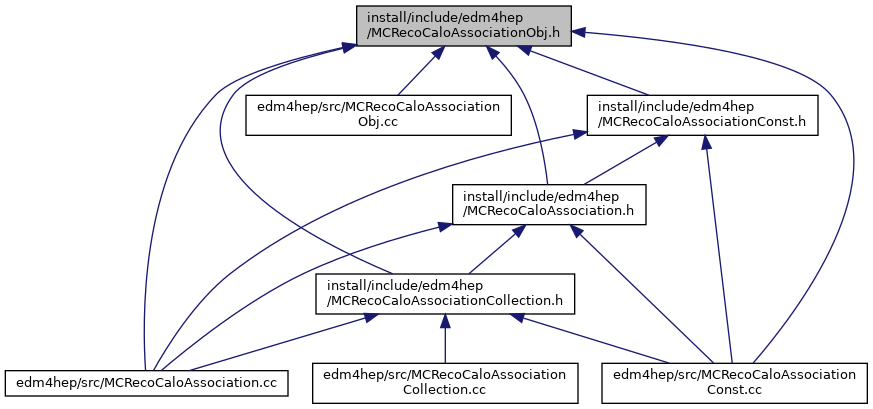 install/include/edm4hep
/MCRecoCaloAssociationObj.h
edm4hep/src/MCRecoCaloAssociation
Obj.cc
install/include/edm4hep
/MCRecoCaloAssociationConst.h
install/include/edm4hep
/MCRecoCaloAssociation.h
install/include/edm4hep
/MCRecoCaloAssociationCollection.h
edm4hep/src/MCRecoCaloAssociation.cc
edm4hep/src/MCRecoCaloAssociation
Collection.cc
edm4hep/src/MCRecoCaloAssociation
Const.cc